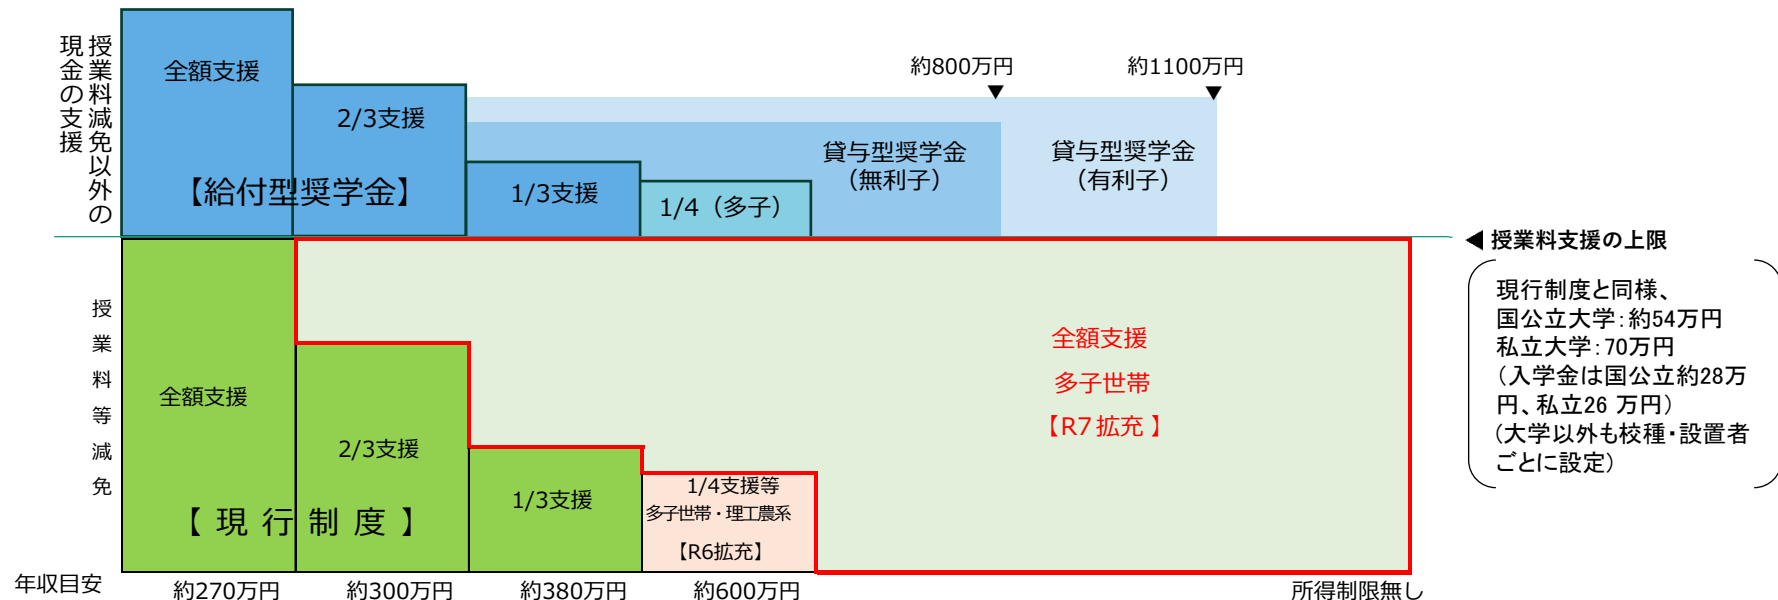 授業料減免以外の
現金の支援
全額支援
2/3支援
1/3支援
1/4（多子）
【給付型奨学金】
約800万円
約1100万円
貸与型奨学金
（無利子）
貸与型奨学金
（有利子）
◀ 授業料支援の上限
現行制度と同様、
国公立大学：約54万円
私立大学：70万円
（入学金は国公立約28万
円、私立26 万円）
（大学以外も校種・設置者
ごとに設定）
授業料等減免
全額支援
2/3支援
1/3支援
1/4支援等
多子世帯・理工農系
【R6拡充】
【 現 行 制 度 】
全額支援
多子世帯
【R7 拡充 】
年収目安
約270万円
約300万円
約380万円
約600万円
所得制限無し